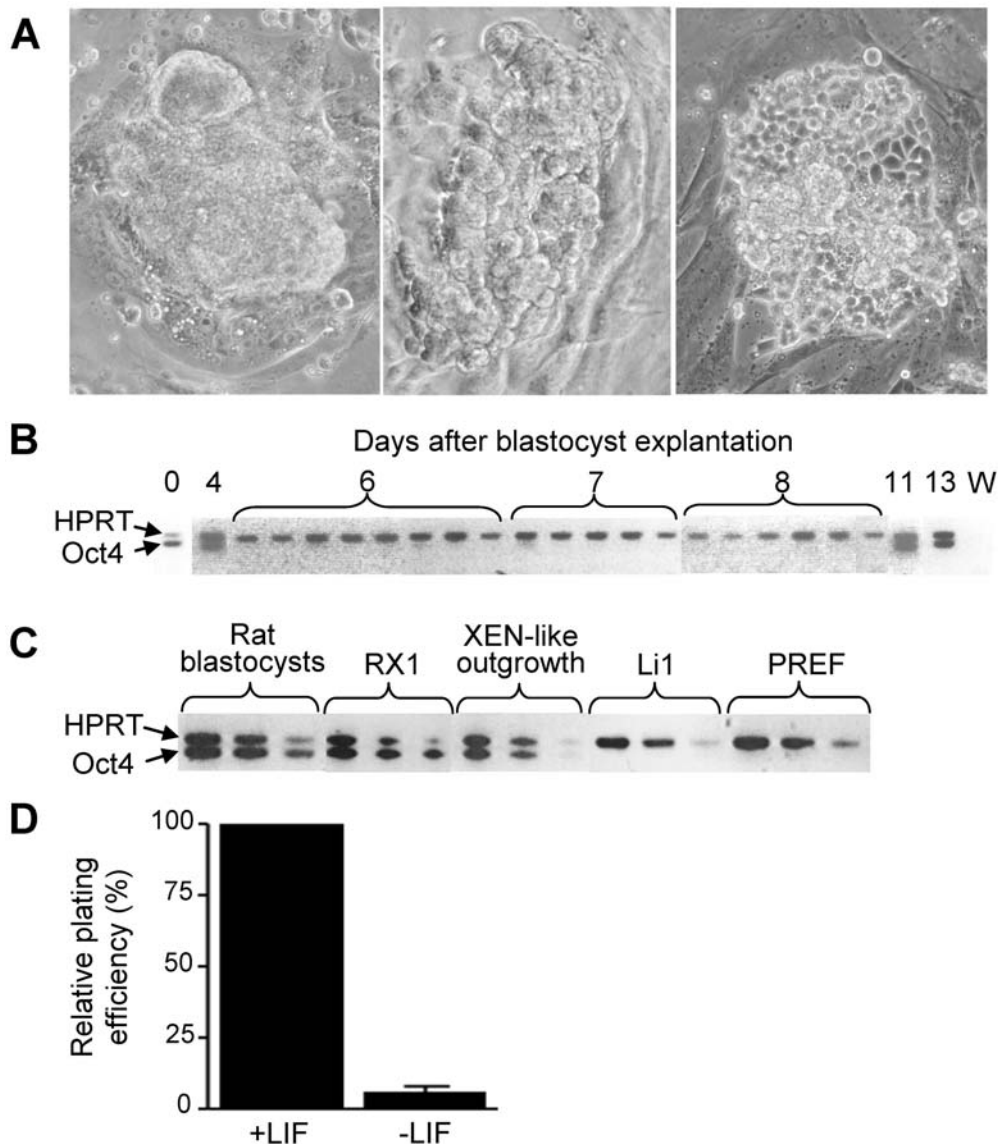 A
B
Days after blastocyst explantation
0 4 6 7 8 11 13 W
HPRT
Oct4
C
Rat blastocysts
RX1
XEN-like outgrowth
Li1
PREF
HPRT
Oct4
D
Relative plating efficiency (%)
100
75
50
25
0
+LIF
-LIF